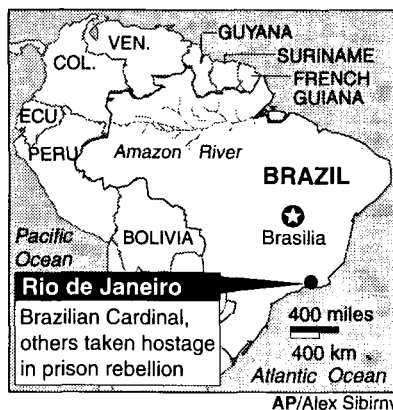 GUYANA
VEN.
SURINAME
COL.
FRENCH
GUIANA
ECU.
PERU
Amazon River
BRAZIL
Brasilia
BOLIVIA
Pacific
Ocean
Rio de Janeiro
Brazilian Cardinal,
others taken hostage
in prison rebellion
400 miles
400 km
Atlantic Ocean
AP/Alex Sibirny